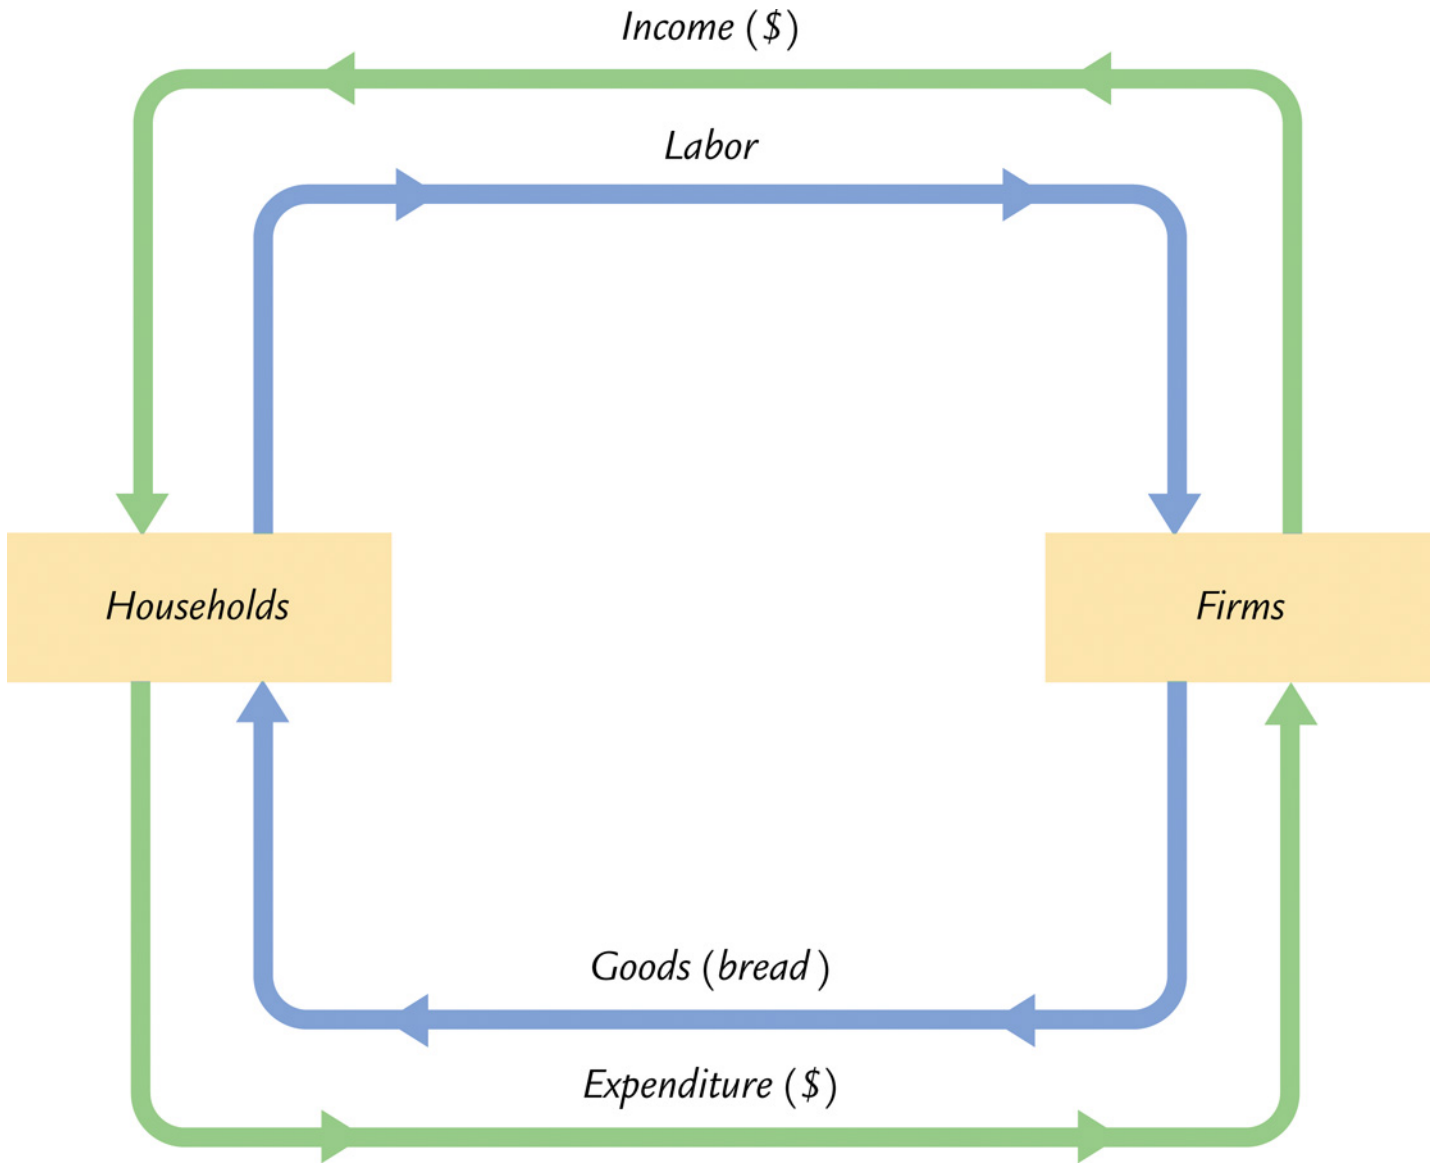 Income ($)
Labor
Households
Firms
Goods (bread)
Expenditure ($)